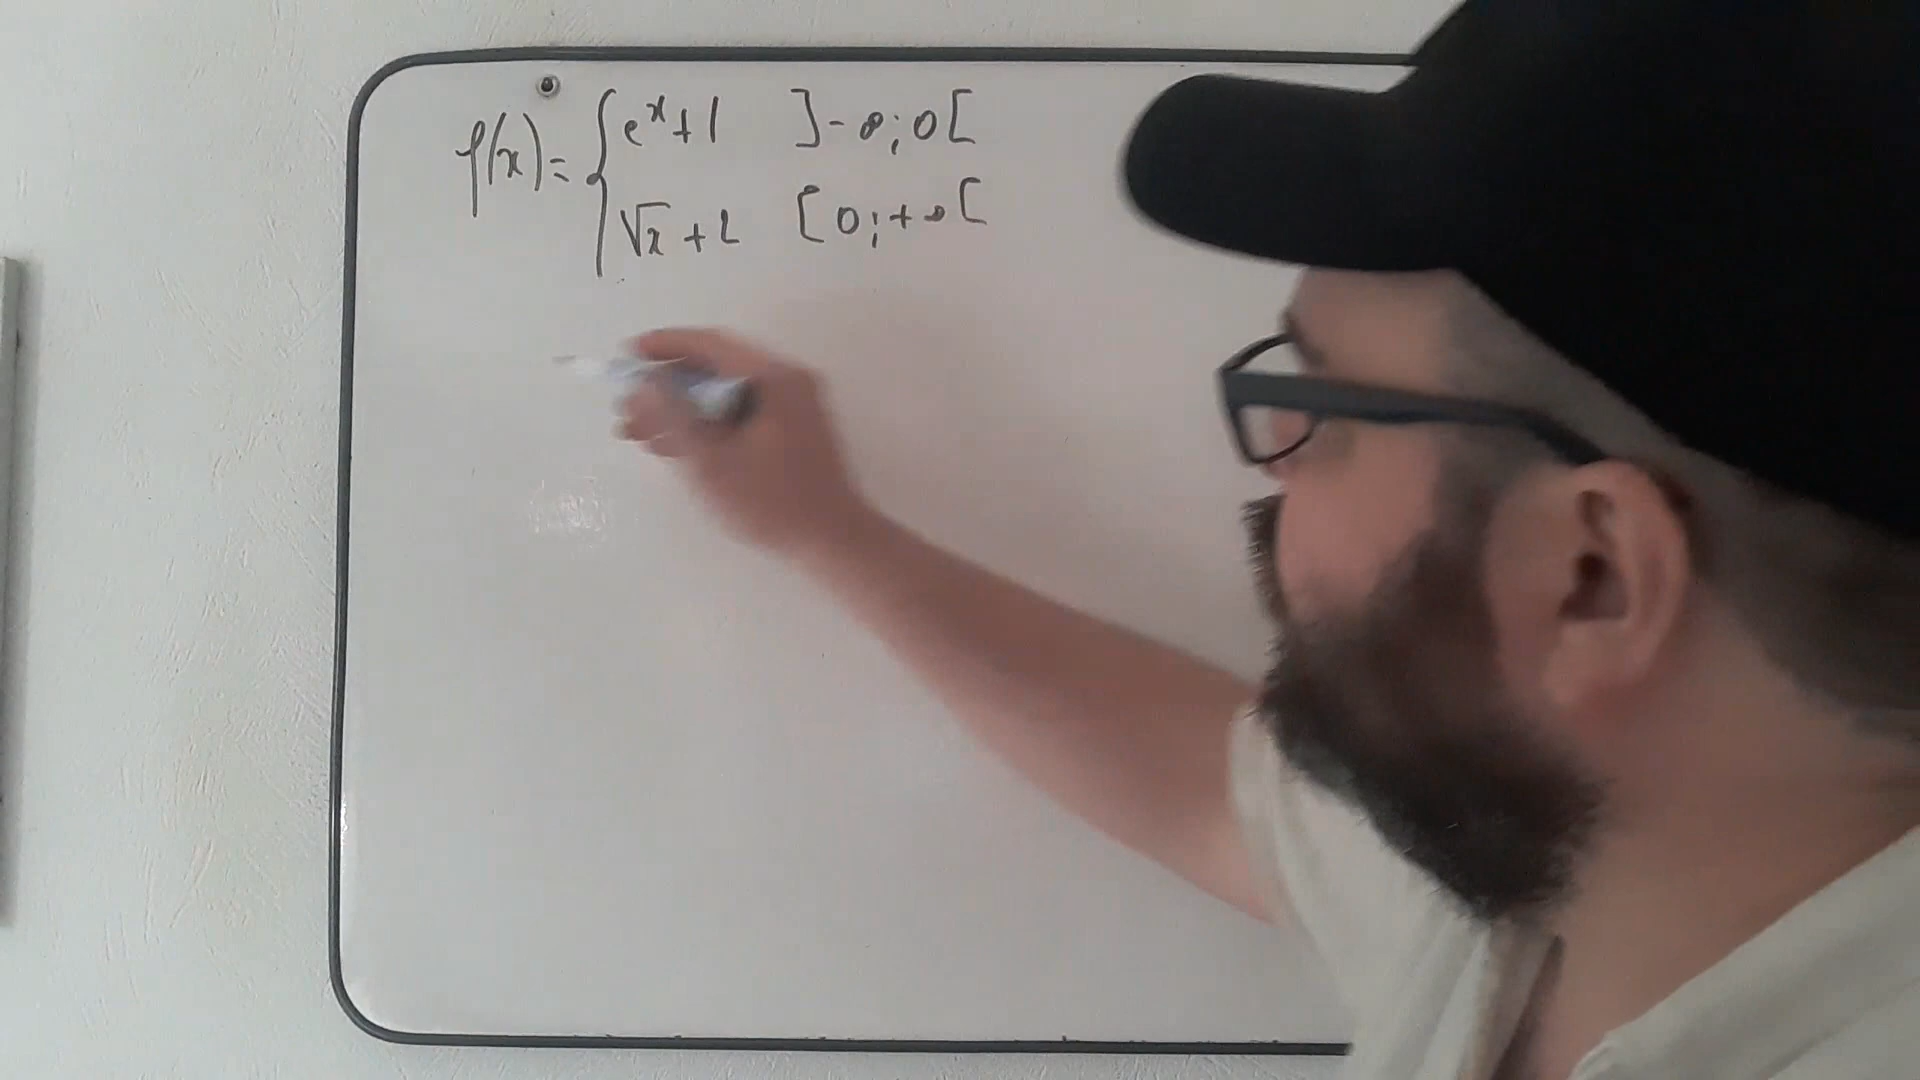 f(x) = { e^x + 1 ]-∞; 0[
√x + 2 [0; +∞[